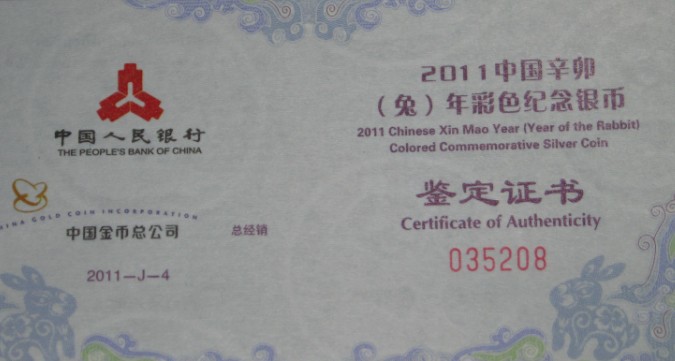 中国人民银行
THE PEOPLE'S BANK OF CHINA
INA GOLD COIN INCORPORATION
中国金币总公司
总经销
2011-J-4
2011中国辛卯
（兔）年彩色纪念银币
2011 Chinese Xin Mao Year (Year of the Rabbit)
Colored Commemorative Silver Coin
鉴定证书
Certificate of Authenticity
035208